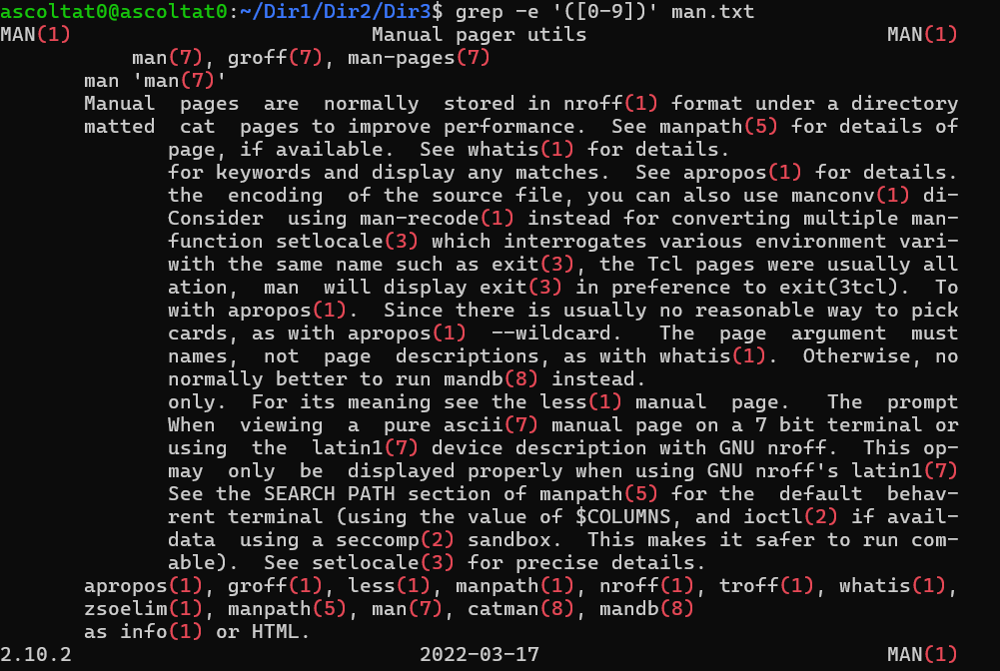 ascoltat0@ascoltat0:~/Dir1/Dir2/Dir3$ grep -e '([0-9])' man.txt
MAN(1)                         Manual pager utils                         MAN(1)
           man(7), groff(7), man-pages(7)
       man 'man(7)'
       Manual  pages  are  normally  stored in nroff(1) format under a directory
       matted  cat  pages to improve performance.  See manpath(5) for details of
              page, if available.  See whatis(1) for details.
              for keywords and display any matches.  See apropos(1) for details.
              the  encoding  of the source file, you can also use manconv(1) di‐
              Consider  using man-recode(1) instead for converting multiple man‐
              function setlocale(3) which interrogates various environment vari‐
              with the same name such as exit(3), the Tcl pages were usually all
              ation,  man  will display exit(3) in preference to exit(3tcl).  To
              with apropos(1).  Since there is usually no reasonable way to pick
              cards, as with apropos(1)  --wildcard.   The  page  argument  must
              names,  not  page  descriptions, as with whatis(1).  Otherwise, no
              normally better to run mandb(8) instead.
              only.  For its meaning see the less(1) manual  page.   The  prompt
              When  viewing  a  pure ascii(7) manual page on a 7 bit terminal or
              using  the  latin1(7) device description with GNU nroff.  This op‐
              may  only  be  displayed properly when using GNU nroff's latin1(7)
              See the SEARCH PATH section of manpath(5) for the  default  behav‐
              rent terminal (using the value of $COLUMNS, and ioctl(2) if avail‐
              data  using a seccomp(2) sandbox.  This makes it safer to run com‐
              able).  See setlocale(3) for precise details.
       apropos(1), groff(1), less(1), manpath(1), nroff(1), troff(1), whatis(1),
       zsoelim(1), manpath(5), man(7), catman(8), mandb(8)
       as info(1) or HTML.
2.10.2                             2022-03-17                             MAN(1)